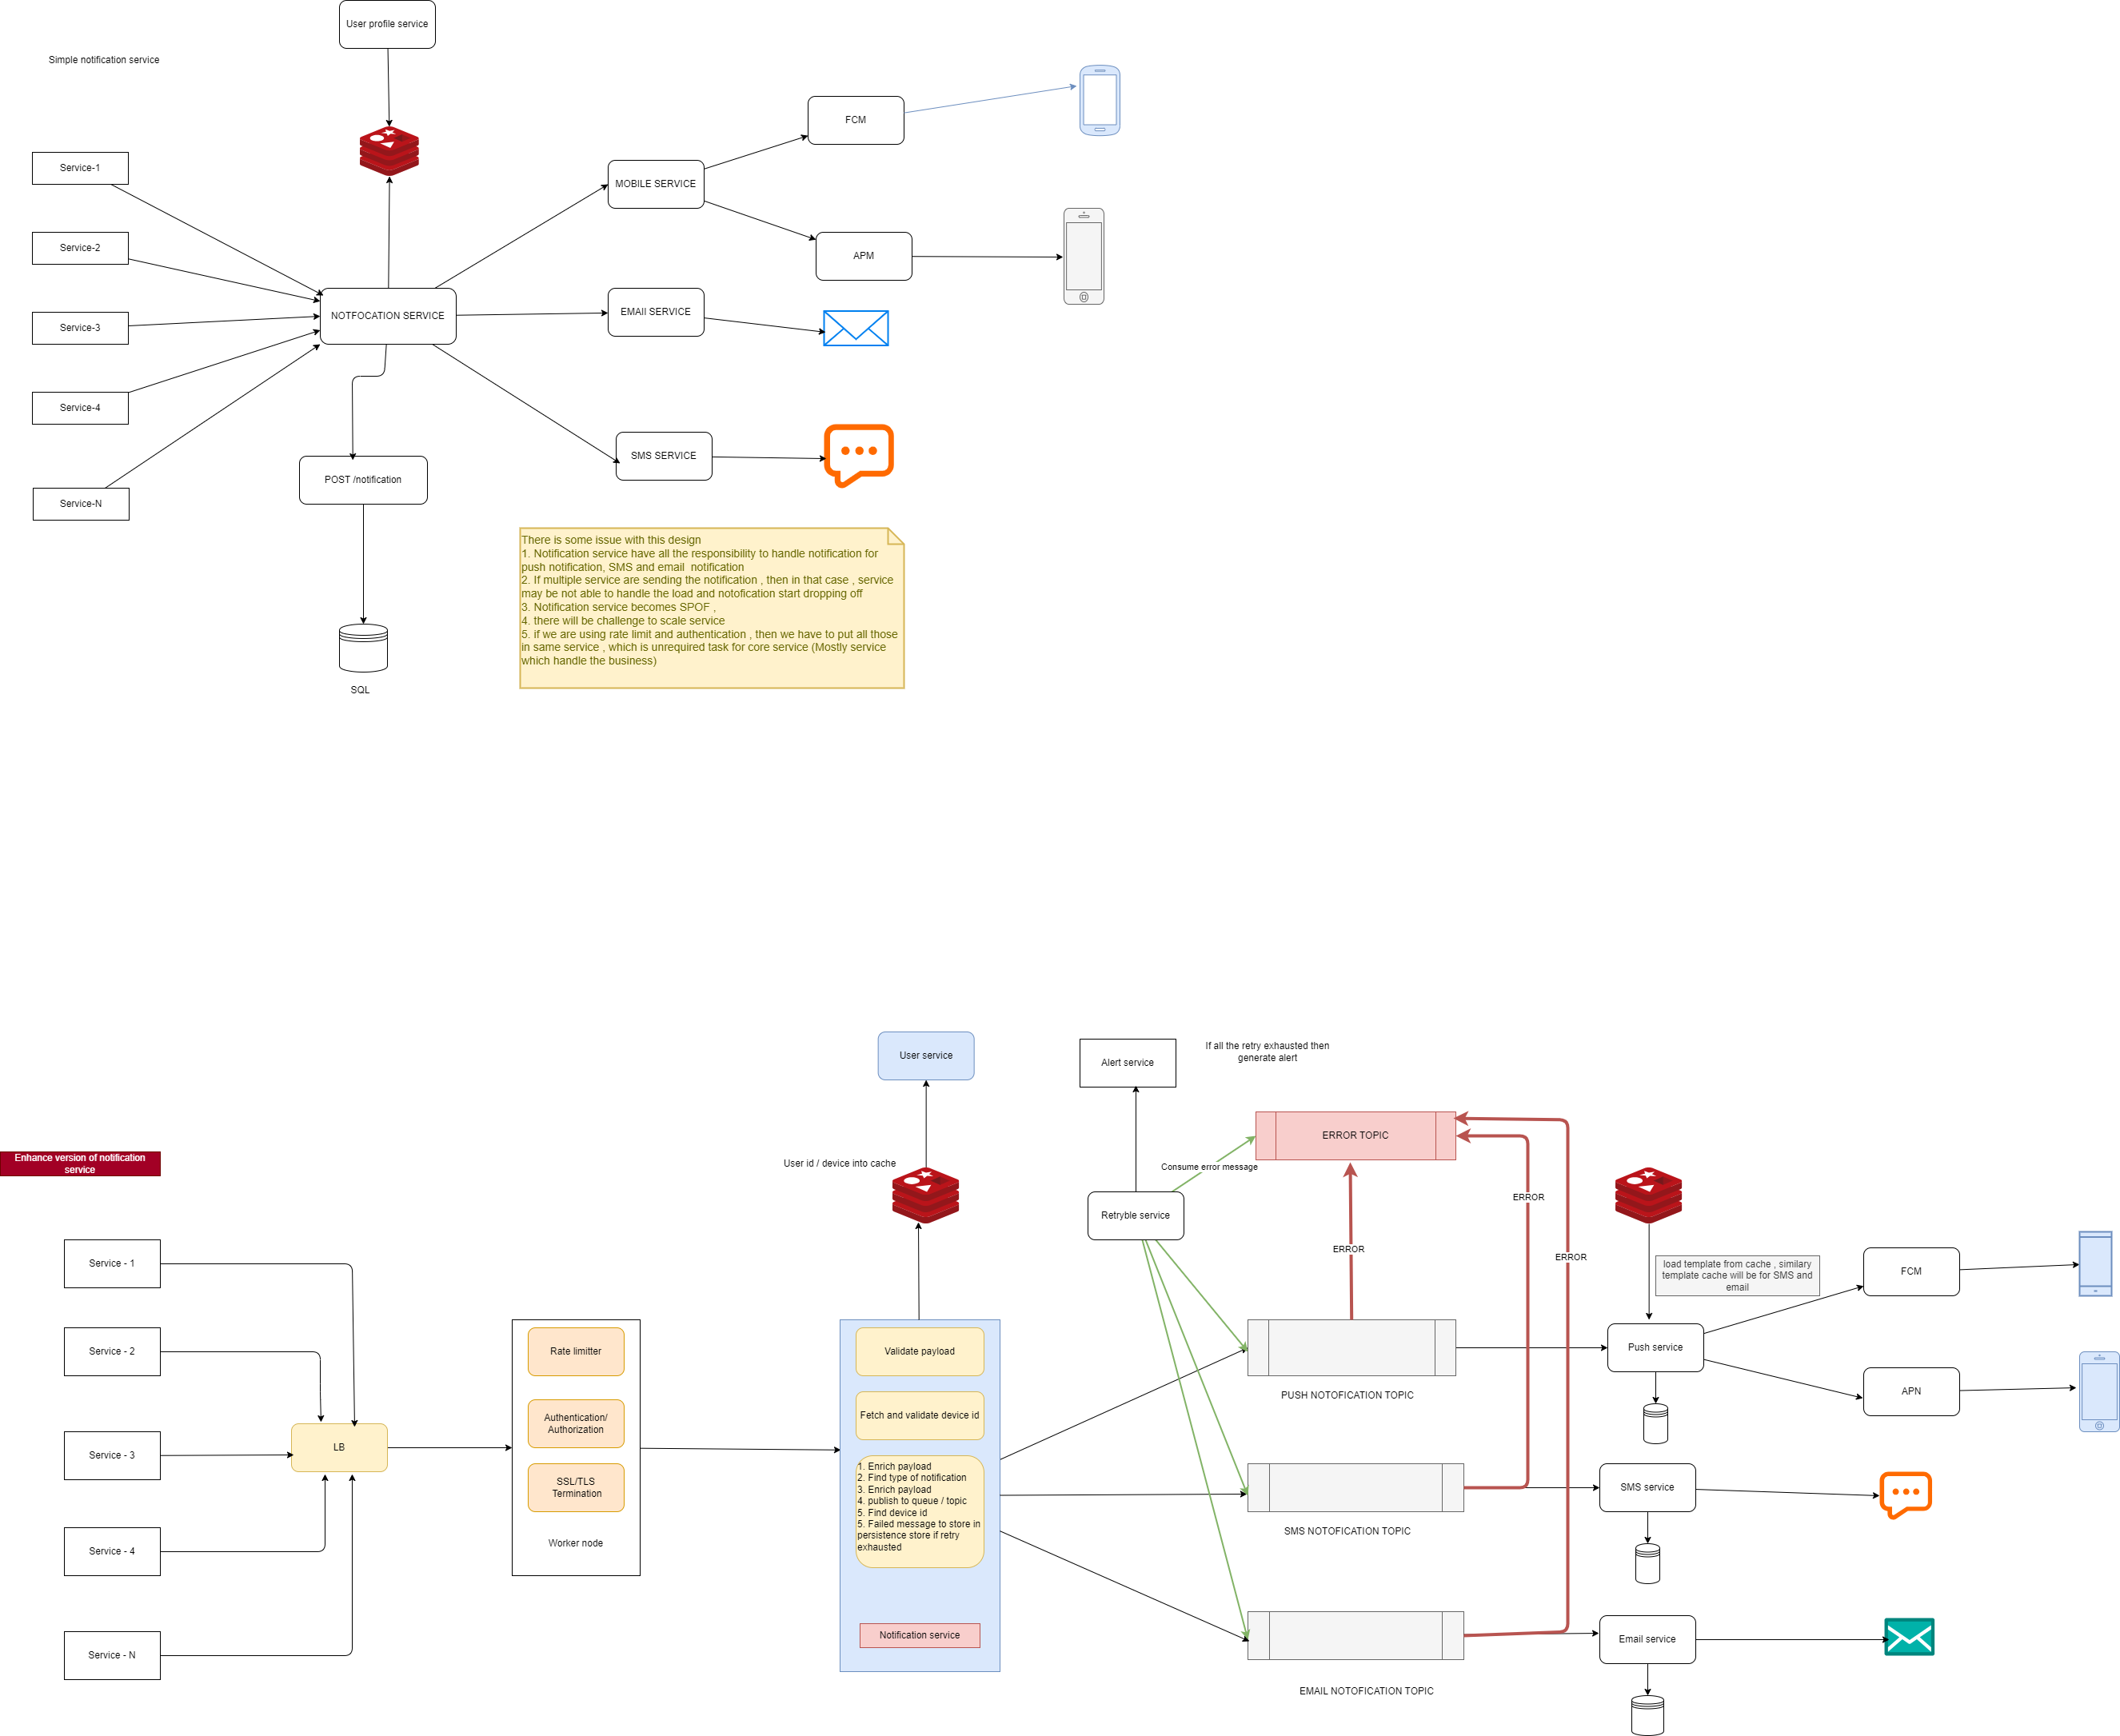 User profile service
Simple notification service
FCM
Service-1
MOBILE SERVICE
Service-2
APM
Service-3
NOTFOCATION SERVICE
EMAIl SERVICE
Service-4
SMS SERVICE
POST /notification
Service-N
There is some issue with this design
1. Notification service have all the responsibility to handle notification for
push notification, SMS and email  notification
2. If multiple service are sending the notification , then in that case , service
may be not able to handle the load and notofication start dropping off
3. Notification service becomes SPOF ,
4. there will be challenge to scale service
5. if we are using rate limit and authentication , then we have to put all those
in same service , which is unrequired task for core service (Mostly service
which handle the business)
SQL
User service
Alert service
If all the retry exhausted then
generate alert
ERROR TOPIC
Enhance version of notification
service
User id / device into cache
Consume error message
Retryble service
ERROR
ERROR
ERROR
Service - 1
load template from cache , similary
template cache will be for SMS and
email
FCM
Service - 2
Rate limitter
Validate payload
Push service
PUSH NOTOFICATION TOPIC
APN
Authentication/
Authorization
Fetch and validate device id
Service - 3
LB
1. Enrich payload
2. Find type of notification
3. Enrich payload
4. publish to queue / topic
5. Find device id
5. Failed message to store in
persistence store if retry
exhausted
SSL/TLS
Termination
SMS service
SMS NOTOFICATION TOPIC
Worker node
Service - 4
Notification service
Email service
Service - N
EMAIL NOTOFICATION TOPIC